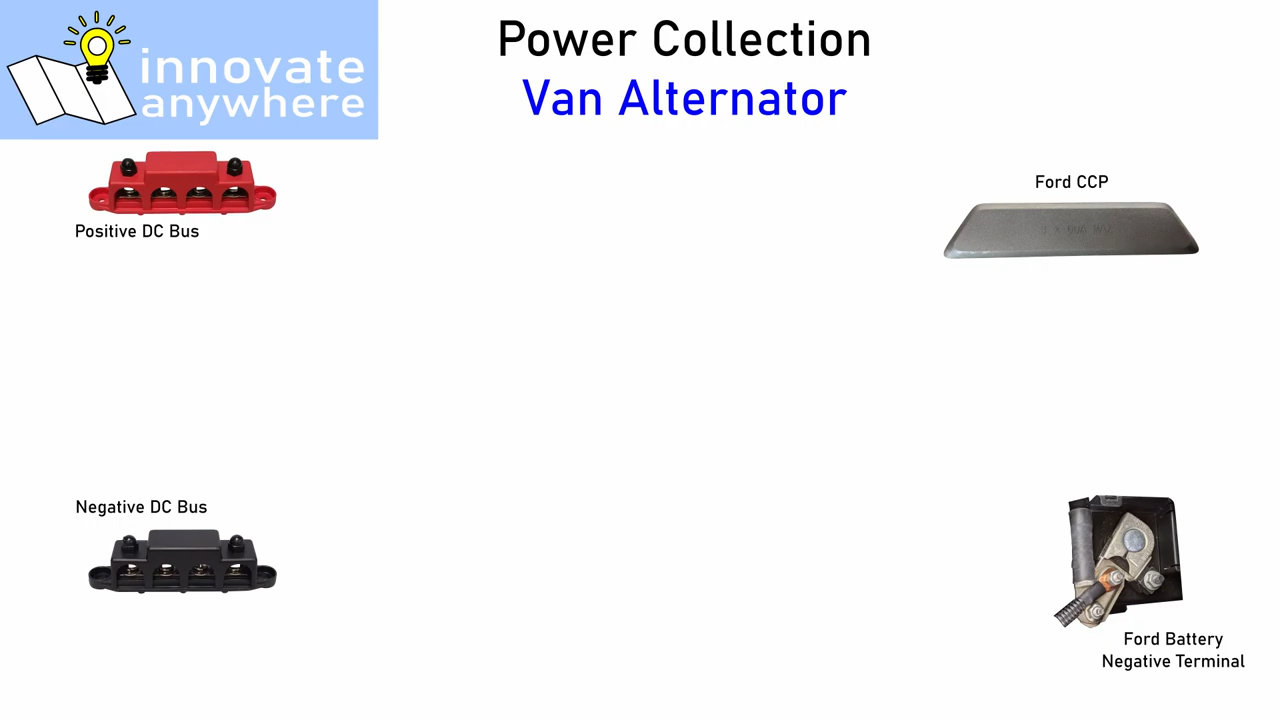 innovate
anywhere
Power Collection
Van Alternator
Positive DC Bus
Ford CCP
Negative DC Bus
Ford Battery
Negative Terminal